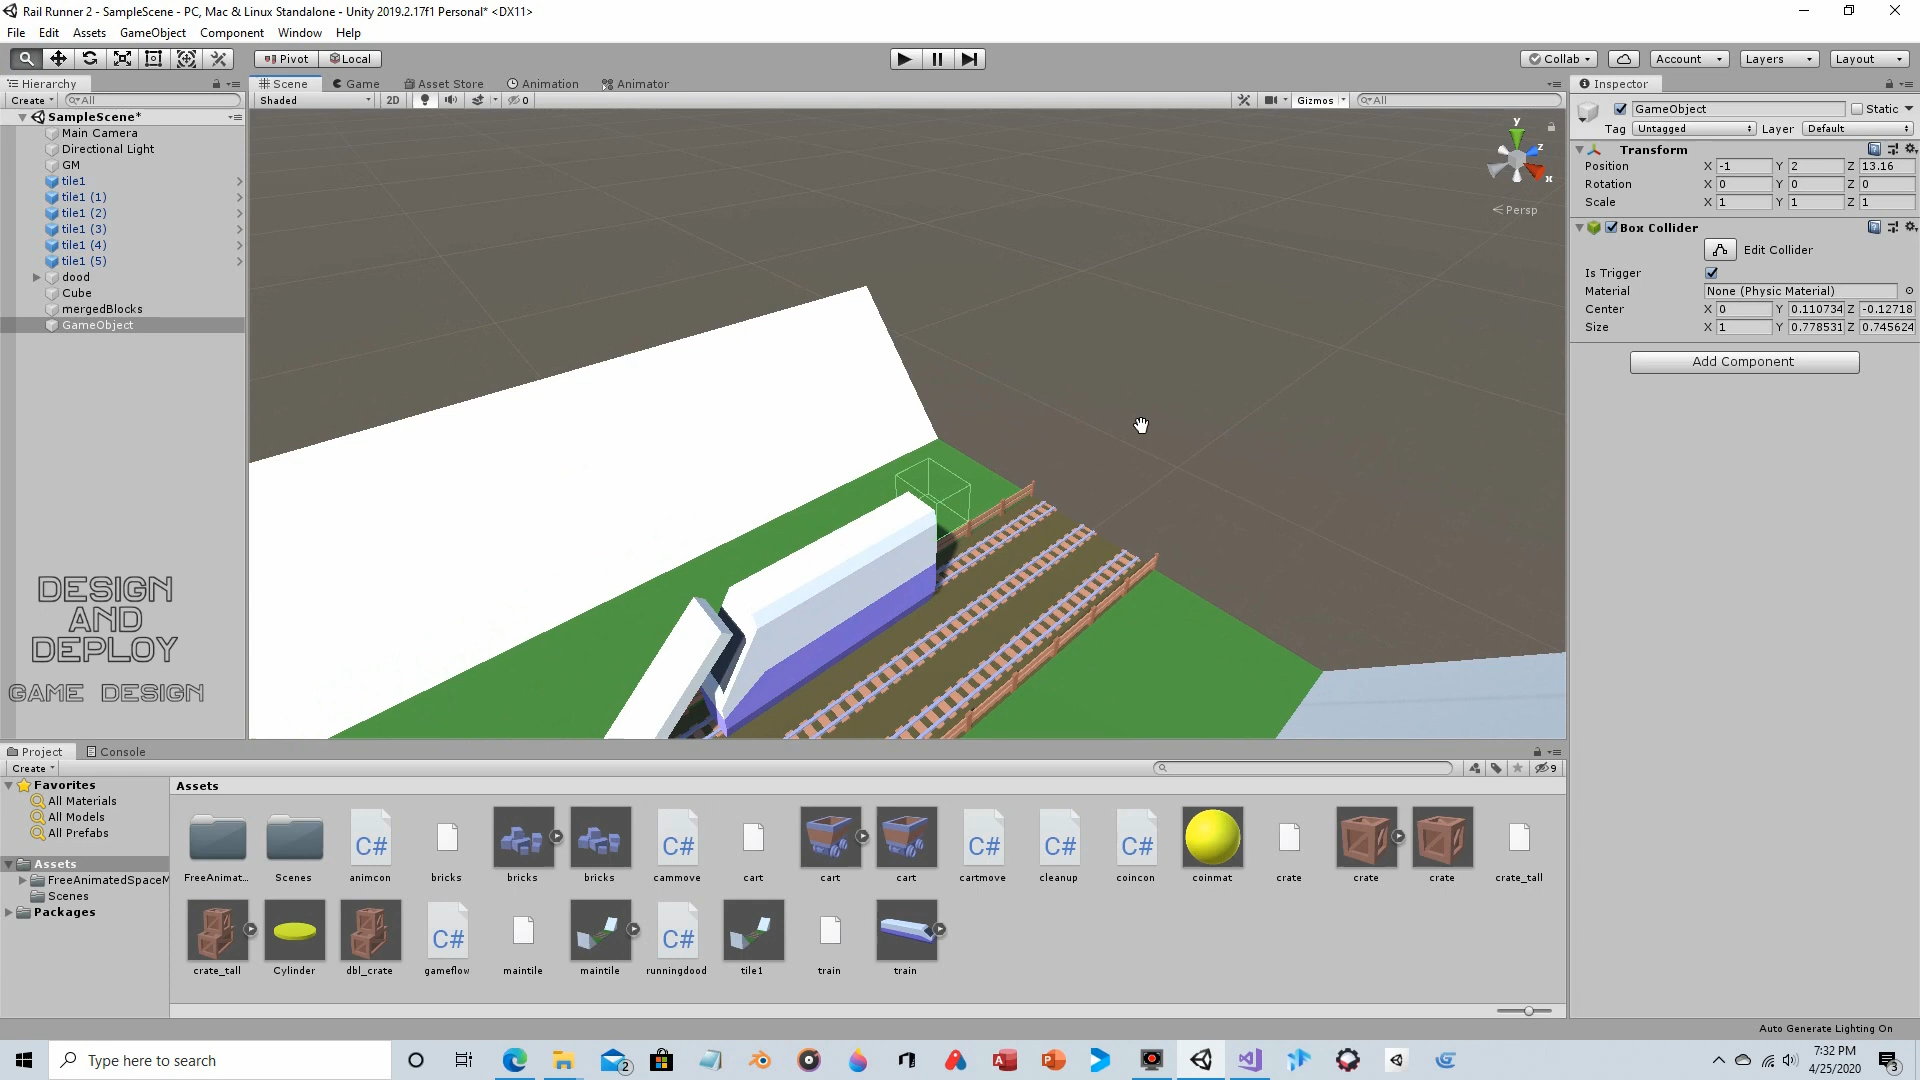 Rail Runner 2 - SampleScene - PC, Mac & Linux Standalone - Unity 2019.2.17f1 Personal* <DX11>
File Edit Assets GameObject Component Window Help
Pivot Local Collab Account Layers Layout
Hierarchy Scene Game Asset Store Animation Animator Inspector
Create All Shaded 2D 0 Gizmos All
SampleScene*
Main Camera
Directional Light
GM
tile1
tile1 (1)
tile1 (2)
tile1 (3)
tile1 (4)
tile1 (5)
dood
Cube
mergedBlocks
GameObject
y
z
x
Persp
GameObject Static
Tag Untagged Layer Default
Transform
Position X -1 Y 2 Z 13.16
Rotation X 0 Y 0 Z 0
Scale X 1 Y 1 Z 1
Box Collider
Edit Collider
Is Trigger
Material None (Physic Material)
Center X 0 Y 0.110734 Z -0.12718
Size X 1 Y 0.778531 Z 0.745624
Add Component
DESIGN
AND
DEPLOY
GAME DESIGN
Project Console
Create 9
Favorites
All Materials
All Models
All Prefabs
Assets
FreeAnimatedSpaceM
Scenes
Packages
Assets
C# C# C# C# C#
FreeAnimat... Scenes animcon bricks bricks bricks cammove cart cart cart cartmove cleanup coincon coinmat crate crate crate crate_tall
C# C#
crate_tall Cylinder dbl_crate gameflow maintile maintile runningdood tile1 train train
Auto Generate Lighting On
Type here to search
2
7:32 PM
4/25/2020
3